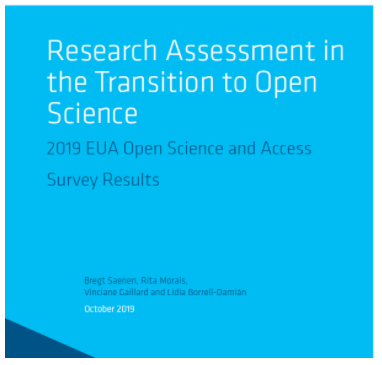 Research Assessment in
the Transition to Open
Science
2019 EUA Open Science and Access
Survey Results
Bregt Saenen, Rita Morais,
Vinciane Gaillard and Lidia Borrell-Damián
October 2019